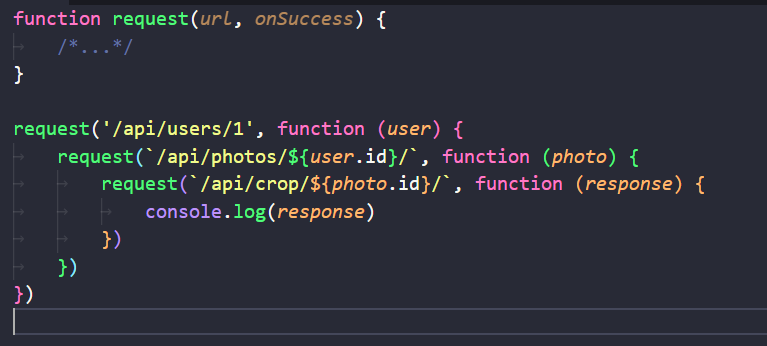 function request(url, onSuccess) {
    /*...*/
}

request('/api/users/1', function (user) {
    request(`/api/photos/${user.id}/`, function (photo) {
        request(`/api/crop/${photo.id}/`, function (response) {
            console.log(response)
        })
    })
})